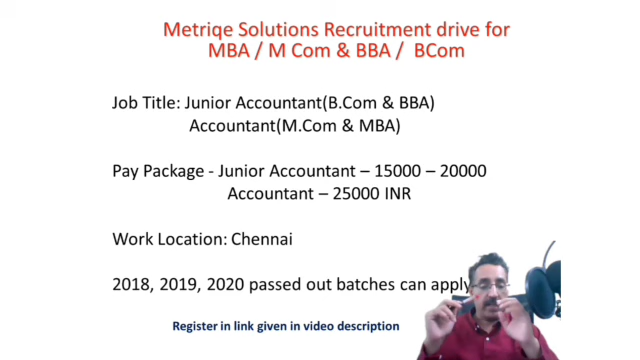 Metriqe Solutions Recruitment drive for
MBA / M Com & BBA / BCom
Job Title: Junior Accountant(B.Com & BBA)
Accountant(M.Com & MBA)
Pay Package - Junior Accountant – 15000 – 20000
Accountant – 25000 INR
Work Location: Chennai
2018, 2019, 2020 passed out batches can apply
Register in link given in video description